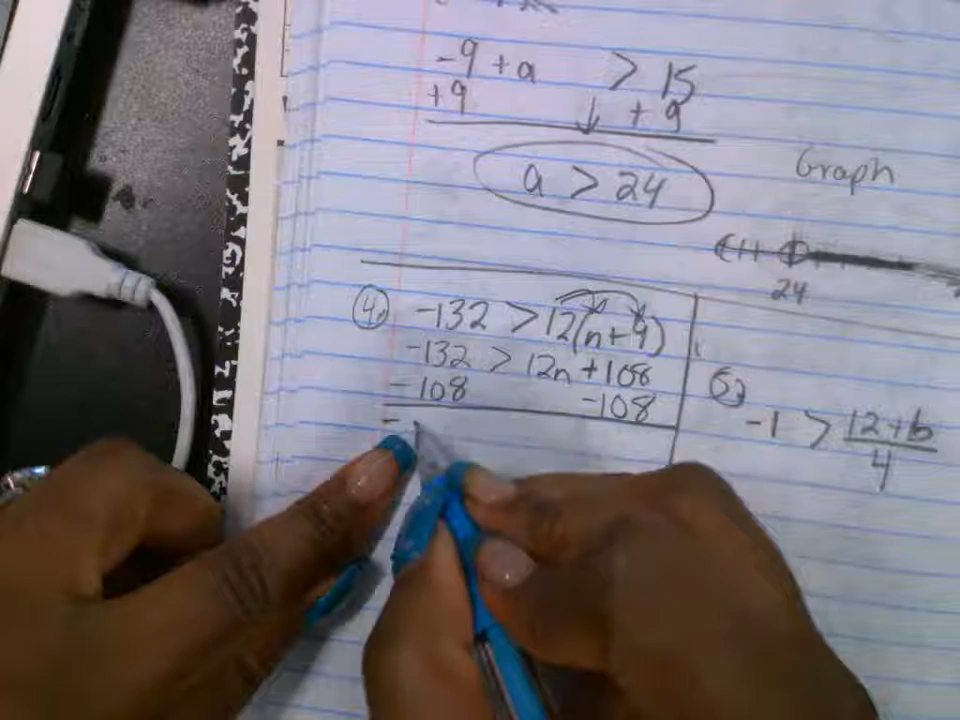 -9 + a > 15
+9 ↓ + 9
a > 24
Graph
24
4. -132 > 12(n + 9)
-132 > 12n + 108
-108 -108
-
5.
-1 > 12 + b / 4